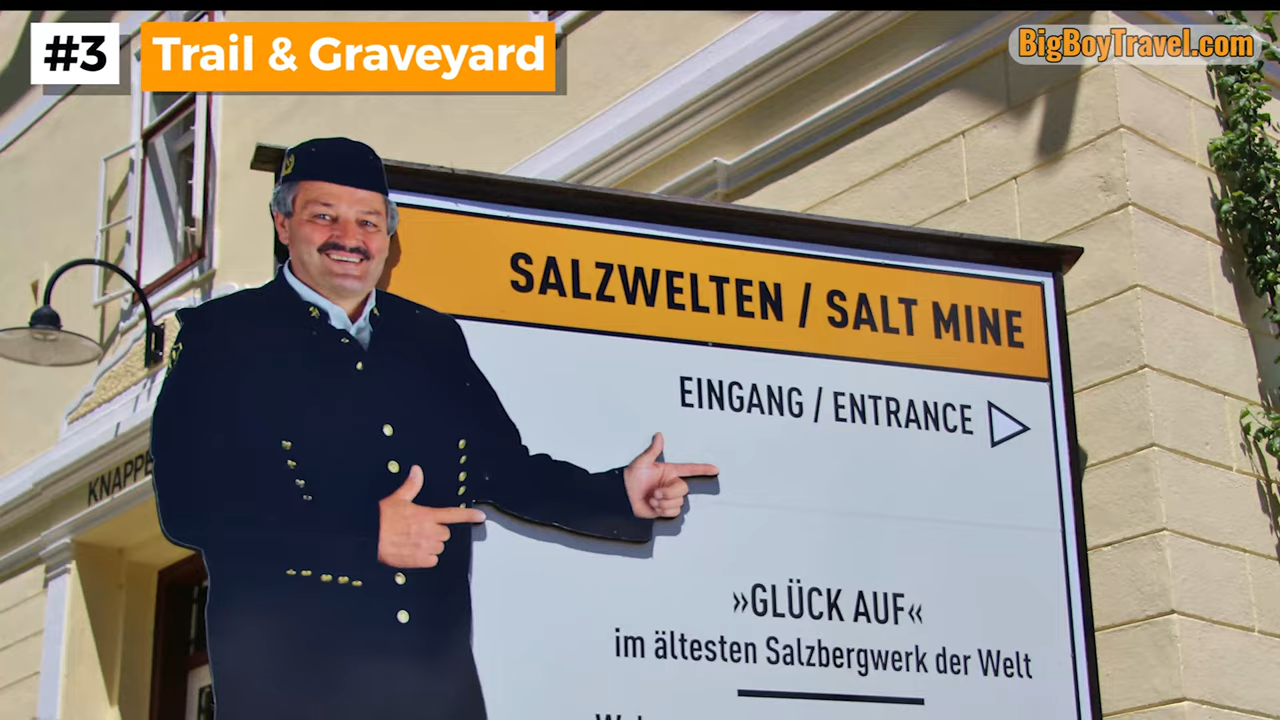 #3
Trail & Graveyard
BigBoyTravel.com
SALZWELTEN / SALT MINE
EINGANG / ENTRANCE
KNAPPE
»GLÜCK AUF«
im ältesten Salzbergwerk der Welt